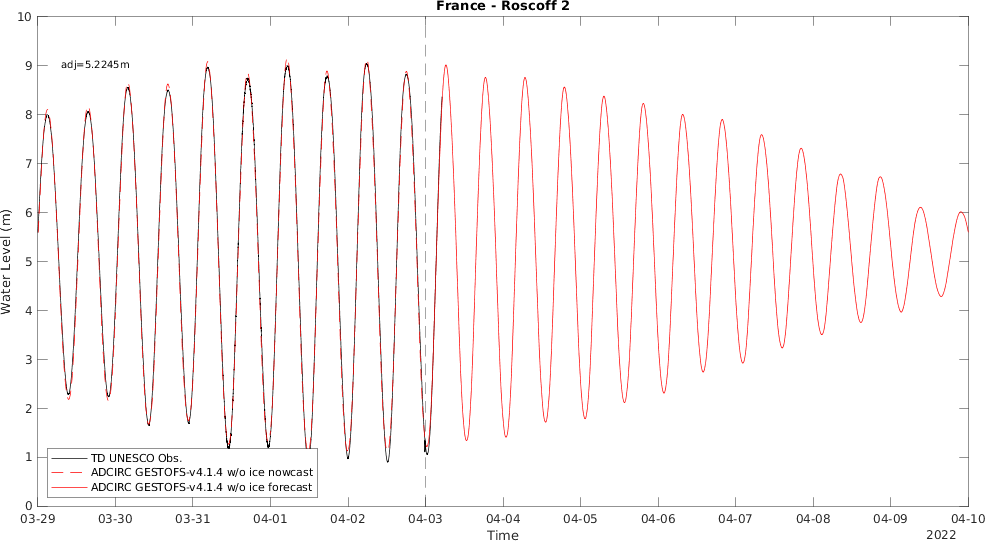 France - Roscoff 2
10
9
8
7
6
5
4
3
2
1
0
Water Level (m)
adj=5.2245m
TD UNESCO Obs.
ADCIRC GESTOFS-v4.1.4 w/o ice nowcast
ADCIRC GESTOFS-v4.1.4 w/o ice forecast
03-29 03-30 03-31 04-01 04-02 04-03 04-04 04-05 04-06 04-07 04-08 04-09 04-10
Time
2022